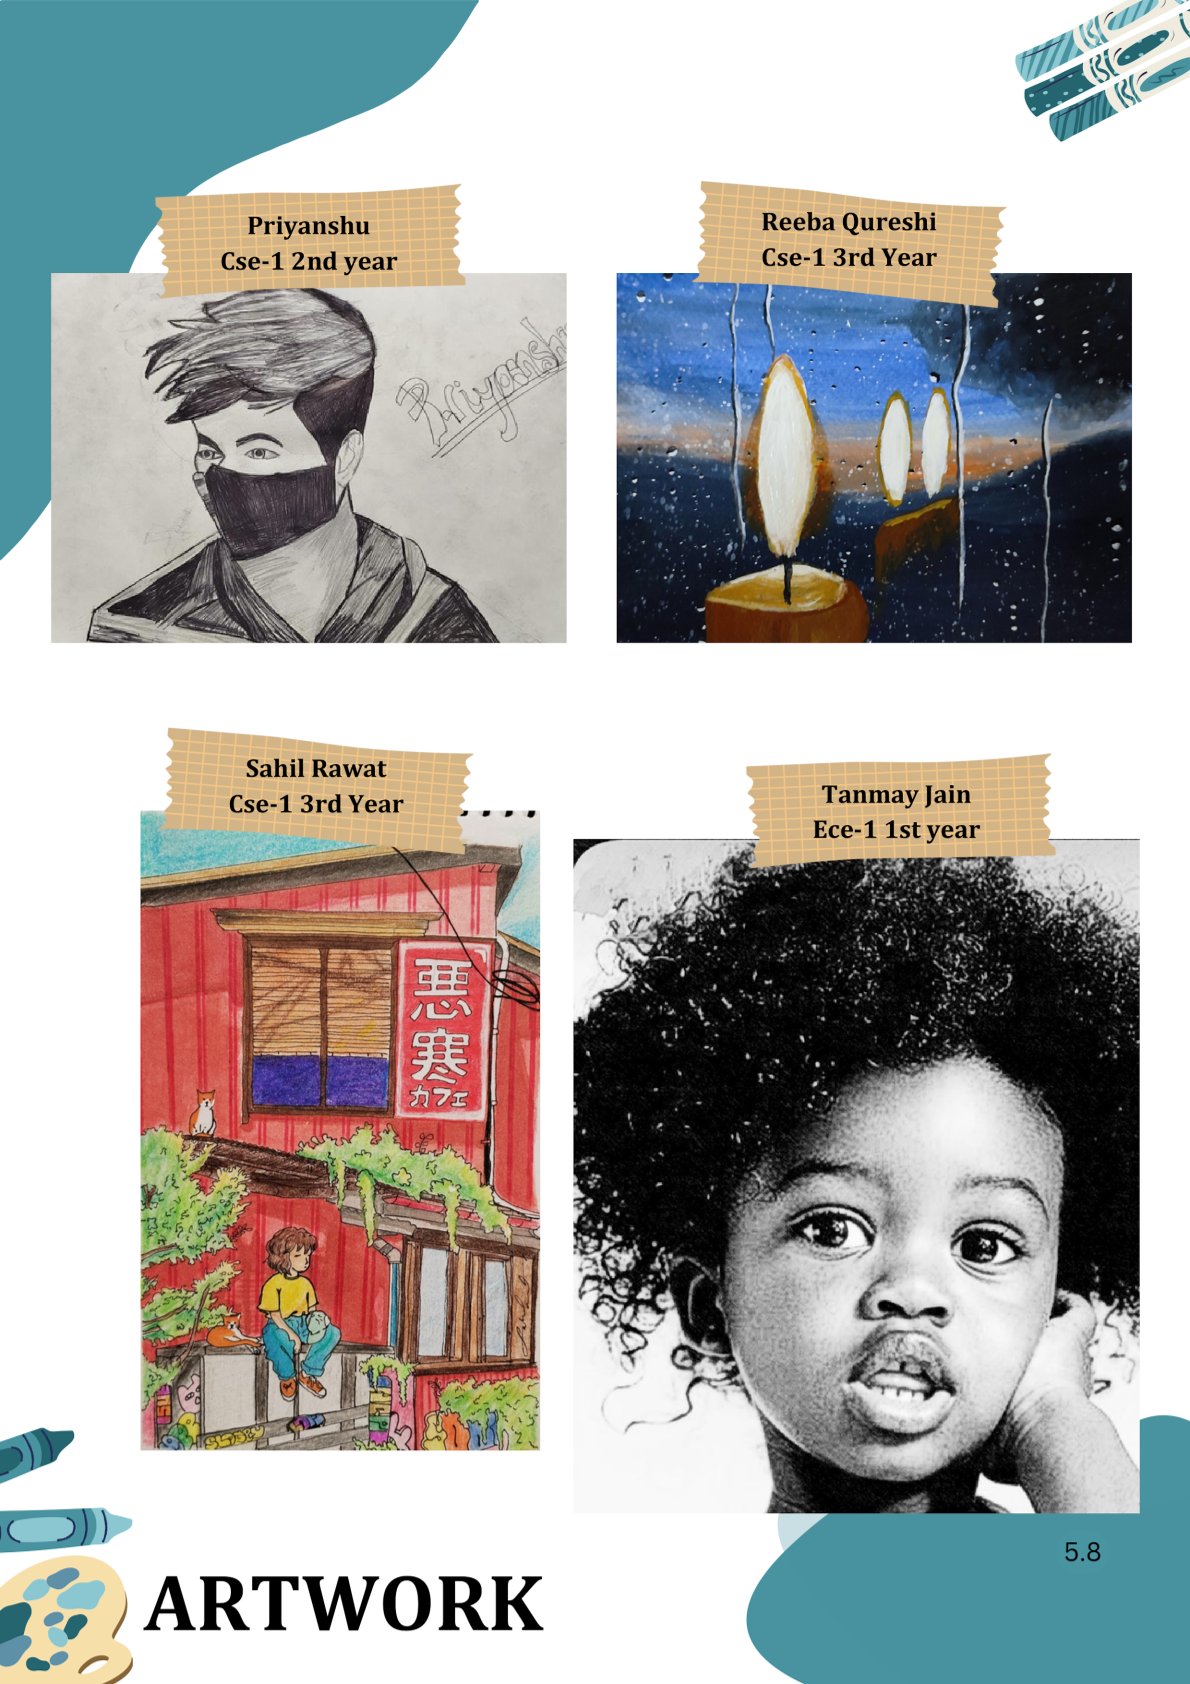 Priyanshu
Cse-1 2nd year
Reeba Qureshi
Cse-1 3rd Year
Priyansh
Sahil Rawat
Cse-1 3rd Year
悪
寒
カフェ
Tanmay Jain
Ece-1 1st year
5.8
ARTWORK